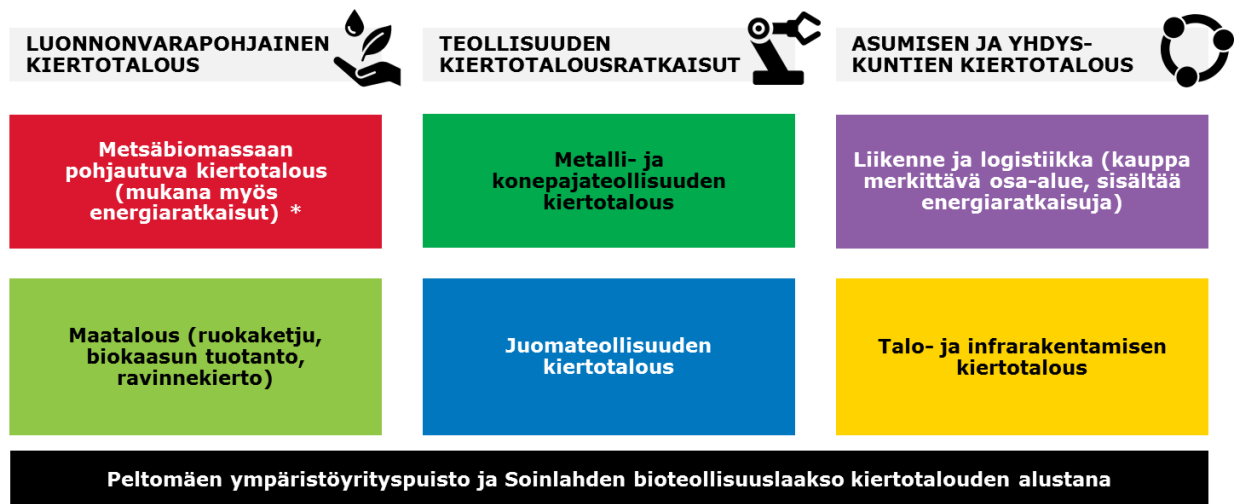 LUONNONVARAPOHJAINEN
KIERTOTALOUS
TEOLLISUUDEN
KIERTOTALOUSRATKAISUT
ASUMISEN JA YHDYS-
KUNTIEN KIERTOTALOUS
Metsäbiomassaan
pohjautuva kiertotalous
(mukana myös
energiaratkaisut) *
Metalli- ja
konepajateollisuuden
kiertotalous
Liikenne ja logistiikka (kauppa
merkittävä osa-alue, sisältää
energiaratkaisuja)
Maatalous (ruokaketju,
biokaasun tuotanto,
ravinnekierto)
Juomateollisuuden
kiertotalous
Talo- ja infrarakentamisen
kiertotalous
Peltomäen ympäristöyrityspuisto ja Soinlahden bioteollisuuslaakso kiertotalouden alustana